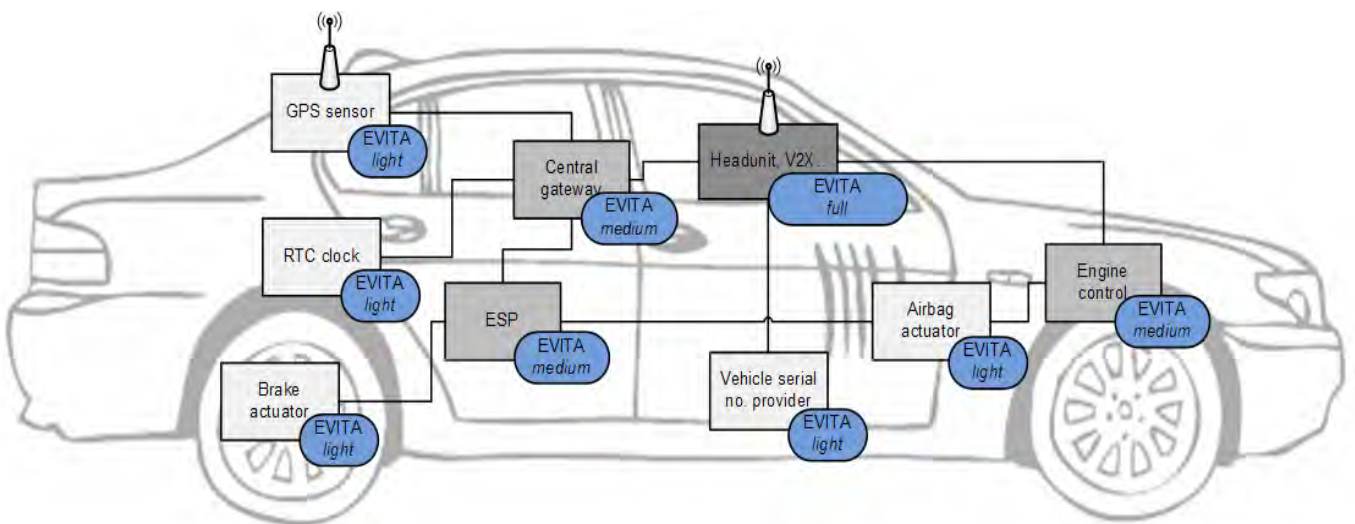 GPS sensor
EVITA
light
Central
gateway
EVITA
medium
Headunit, V2X...
EVITA
full
RTC clock
EVITA
light
ESP
EVITA
medium
Airbag
actuator
EVITA
light
Engine
control
EVITA
medium
Brake
actuator
EVITA
light
Vehicle serial
no. provider
EVITA
light